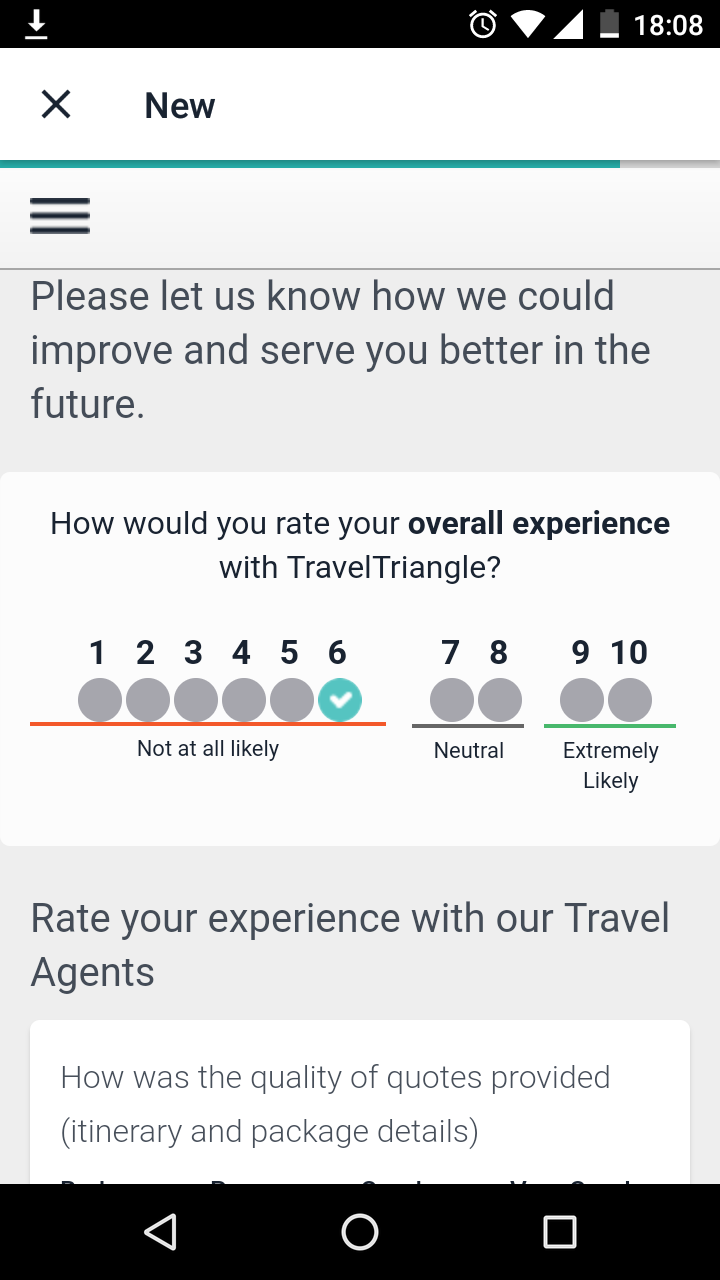 18:08
New
Please let us know how we could
improve and serve you better in the
future.
How would you rate your overall experience
with TravelTriangle?
1 2 3 4 5 6 7 8 9 10
Not at all likely
Neutral
Extremely
Likely
Rate your experience with our Travel
Agents
How was the quality of quotes provided
(itinerary and package details)